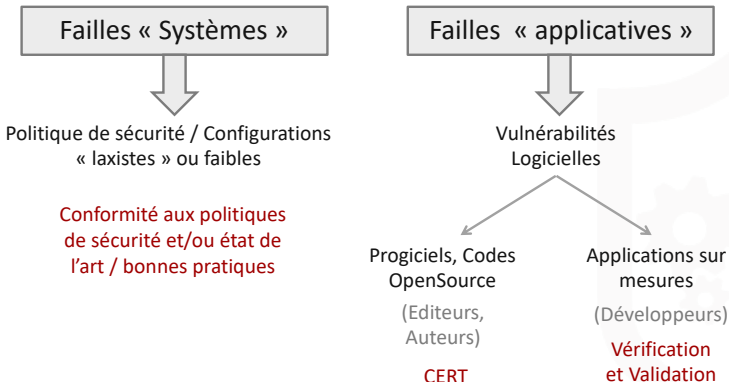 Failles « Systèmes »
Politique de sécurité / Configurations
« laxistes » ou faibles
Conformité aux politiques
de sécurité et/ou état de
l’art / bonnes pratiques
Failles « applicatives »
Vulnérabilités
Logicielles
Progiciels, Codes
OpenSource
(Editeurs,
Auteurs)
CERT
Applications sur
mesures
(Développeurs)
Vérification
et Validation